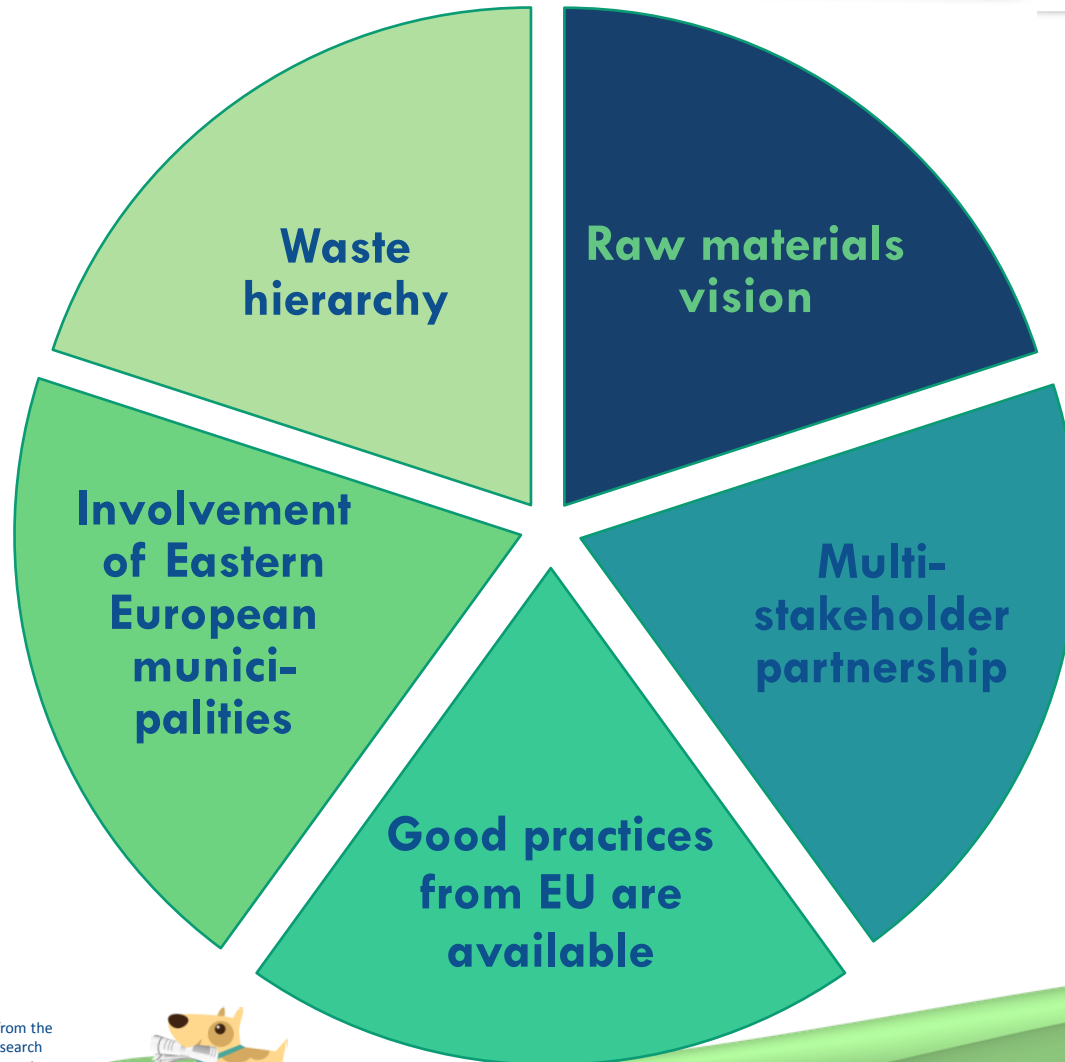 Waste
hierarchy
Raw materials
vision
Involvement
of Eastern
European
munici-
palities
Multi-
stakeholder
partnership
Good practices
from EU are
available
from the
search